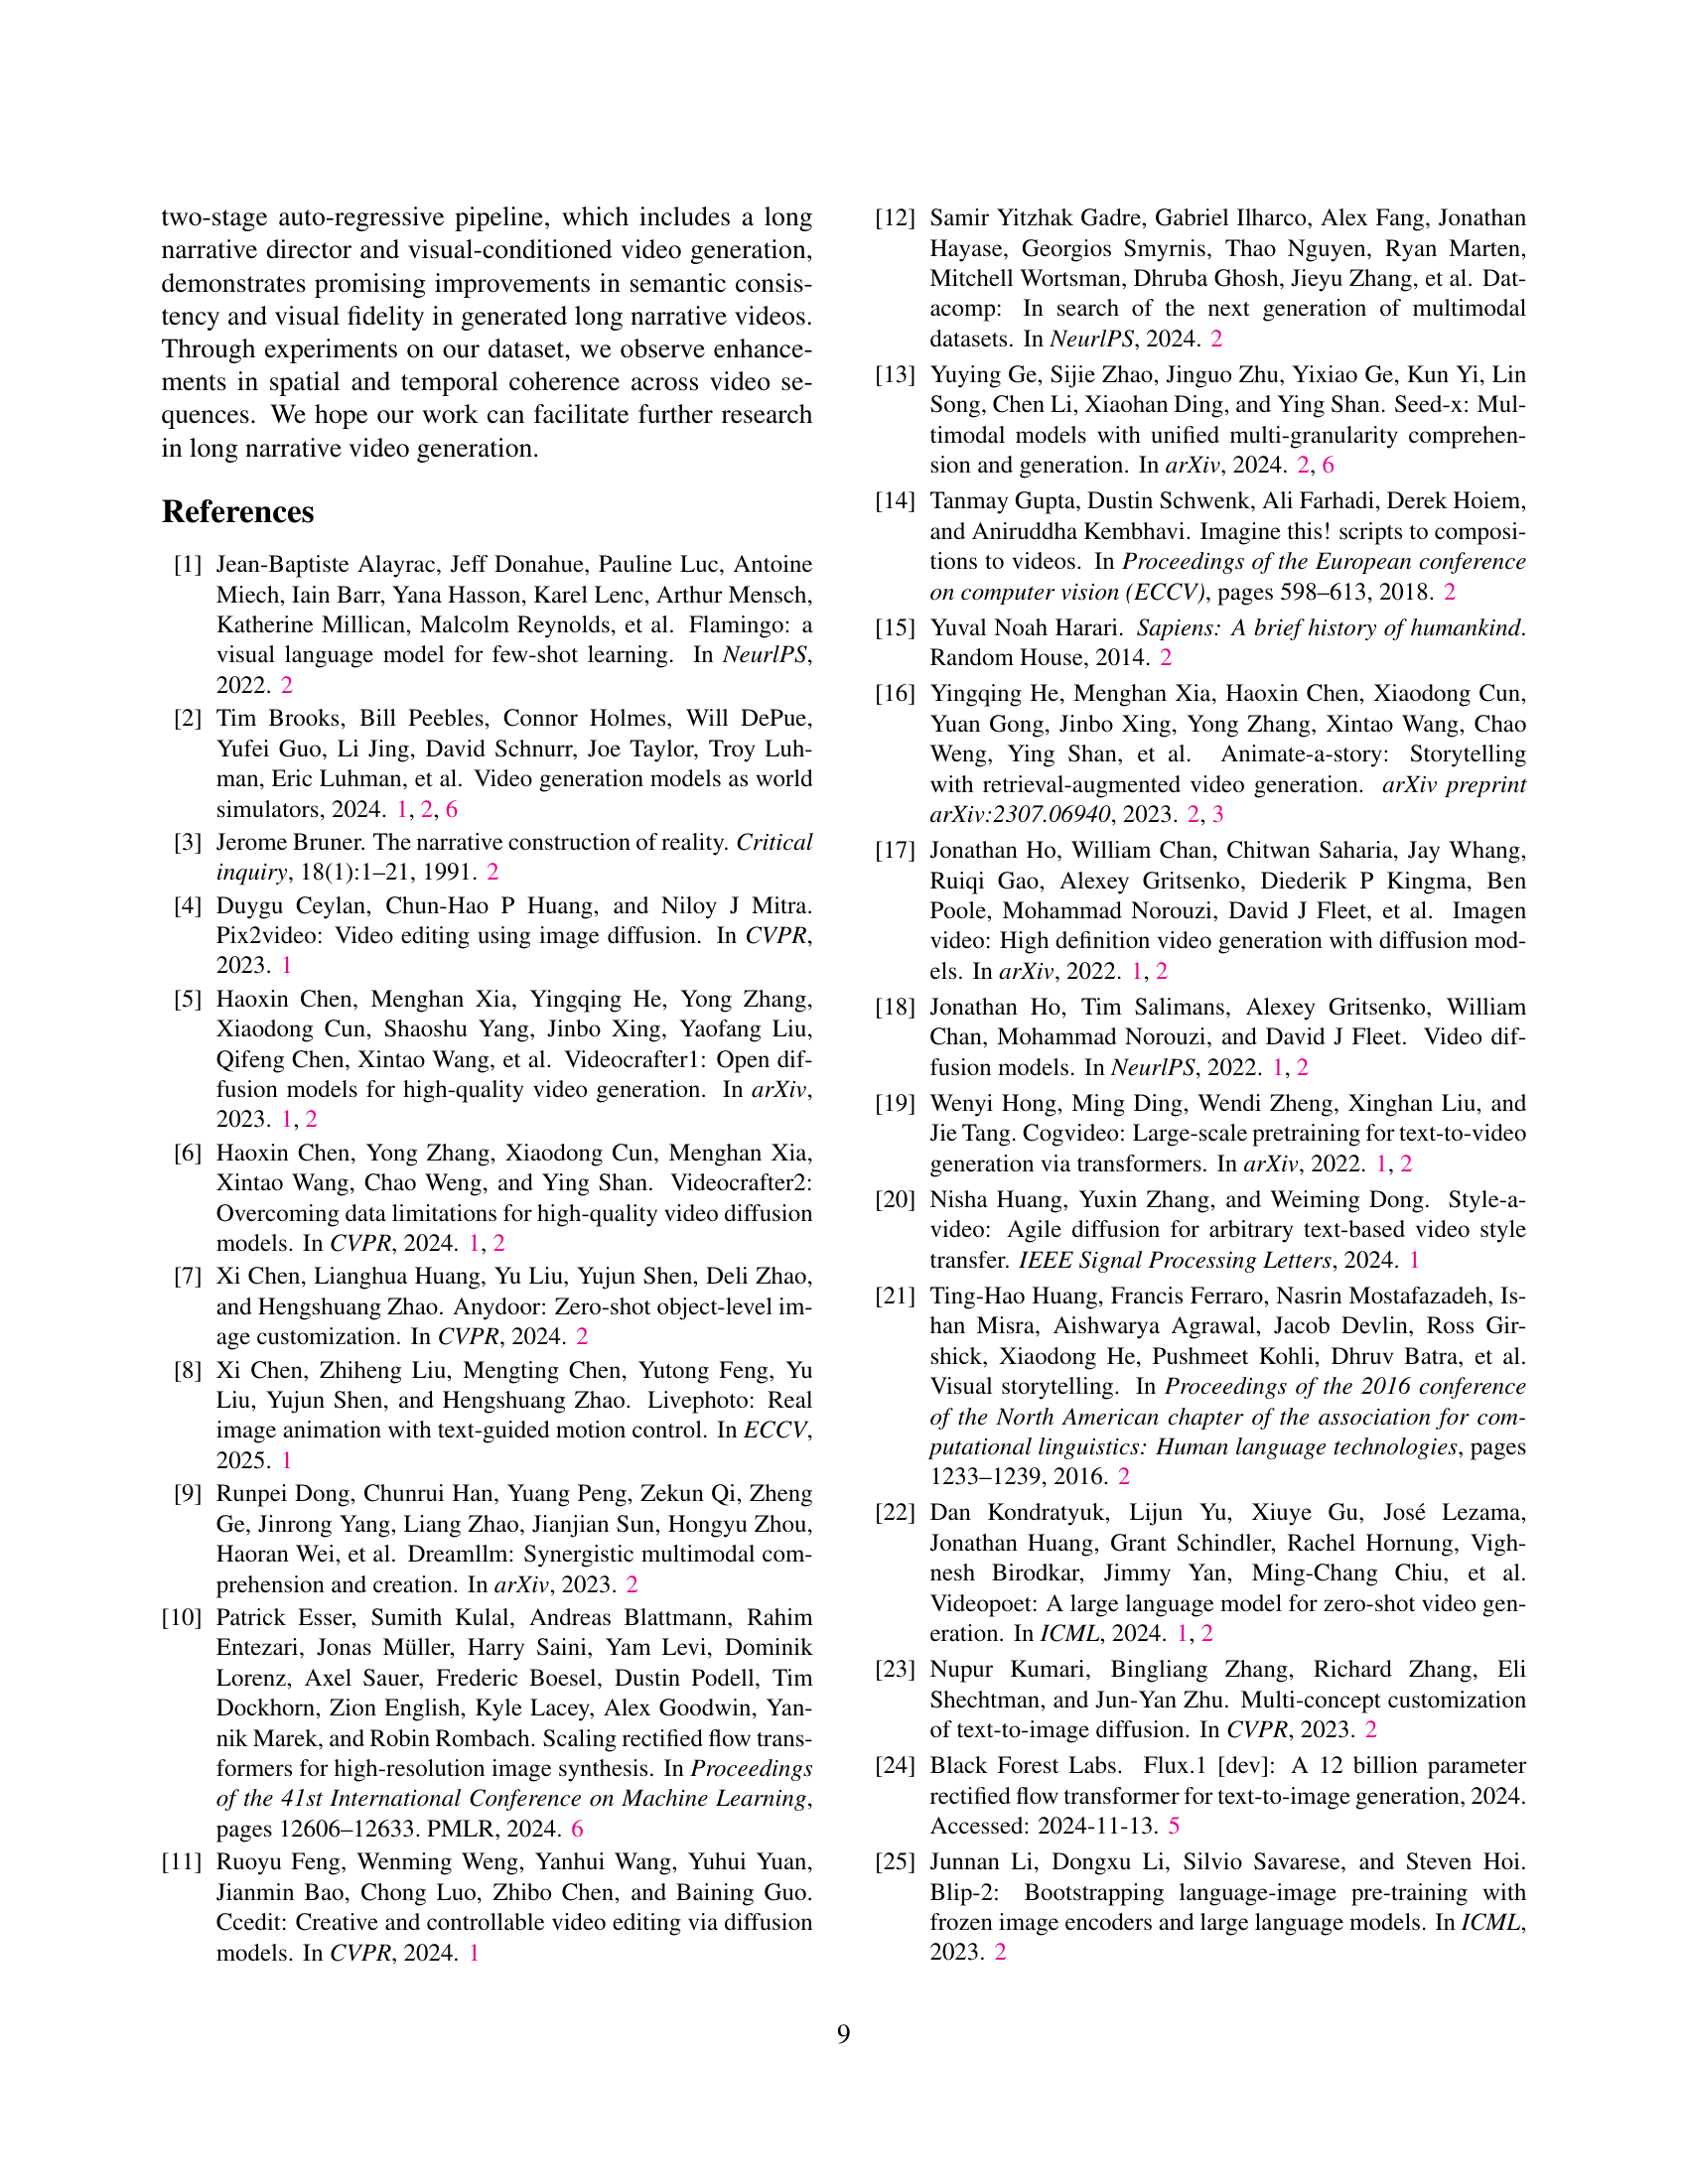 two-stage auto-regressive pipeline, which includes a long
narrative director and visual-conditioned video generation,
demonstrates promising improvements in semantic consis-
tency and visual fidelity in generated long narrative videos.
Through experiments on our dataset, we observe enhance-
ments in spatial and temporal coherence across video se-
quences. We hope our work can facilitate further research
in long narrative video generation.
References
[1] Jean-Baptiste Alayrac, Jeff Donahue, Pauline Luc, Antoine
Miech, Iain Barr, Yana Hasson, Karel Lenc, Arthur Mensch,
Katherine Millican, Malcolm Reynolds, et al. Flamingo: a
visual language model for few-shot learning. In NeurlPS,
2022. 2
[2] Tim Brooks, Bill Peebles, Connor Holmes, Will DePue,
Yufei Guo, Li Jing, David Schnurr, Joe Taylor, Troy Luh-
man, Eric Luhman, et al. Video generation models as world
simulators, 2024. 1, 2, 6
[3] Jerome Bruner. The narrative construction of reality. Critical
inquiry, 18(1):1–21, 1991. 2
[4] Duygu Ceylan, Chun-Hao P Huang, and Niloy J Mitra.
Pix2video: Video editing using image diffusion. In CVPR,
2023. 1
[5] Haoxin Chen, Menghan Xia, Yingqing He, Yong Zhang,
Xiaodong Cun, Shaoshu Yang, Jinbo Xing, Yaofang Liu,
Qifeng Chen, Xintao Wang, et al. Videocrafter1: Open dif-
fusion models for high-quality video generation. In arXiv,
2023. 1, 2
[6] Haoxin Chen, Yong Zhang, Xiaodong Cun, Menghan Xia,
Xintao Wang, Chao Weng, and Ying Shan. Videocrafter2:
Overcoming data limitations for high-quality video diffusion
models. In CVPR, 2024. 1, 2
[7] Xi Chen, Lianghua Huang, Yu Liu, Yujun Shen, Deli Zhao,
and Hengshuang Zhao. Anydoor: Zero-shot object-level im-
age customization. In CVPR, 2024. 2
[8] Xi Chen, Zhiheng Liu, Mengting Chen, Yutong Feng, Yu
Liu, Yujun Shen, and Hengshuang Zhao. Livephoto: Real
image animation with text-guided motion control. In ECCV,
2025. 1
[9] Runpei Dong, Chunrui Han, Yuang Peng, Zekun Qi, Zheng
Ge, Jinrong Yang, Liang Zhao, Jianjian Sun, Hongyu Zhou,
Haoran Wei, et al. Dreamllm: Synergistic multimodal com-
prehension and creation. In arXiv, 2023. 2
[10] Patrick Esser, Sumith Kulal, Andreas Blattmann, Rahim
Entezari, Jonas Müller, Harry Saini, Yam Levi, Dominik
Lorenz, Axel Sauer, Frederic Boesel, Dustin Podell, Tim
Dockhorn, Zion English, Kyle Lacey, Alex Goodwin, Yan-
nik Marek, and Robin Rombach. Scaling rectified flow trans-
formers for high-resolution image synthesis. In Proceedings
of the 41st International Conference on Machine Learning,
pages 12606–12633. PMLR, 2024. 6
[11] Ruoyu Feng, Wenming Weng, Yanhui Wang, Yuhui Yuan,
Jianmin Bao, Chong Luo, Zhibo Chen, and Baining Guo.
Ccedit: Creative and controllable video editing via diffusion
models. In CVPR, 2024. 1
[12] Samir Yitzhak Gadre, Gabriel Ilharco, Alex Fang, Jonathan
Hayase, Georgios Smyrnis, Thao Nguyen, Ryan Marten,
Mitchell Wortsman, Dhruba Ghosh, Jieyu Zhang, et al. Dat-
acomp: In search of the next generation of multimodal
datasets. In NeurlPS, 2024. 2
[13] Yuying Ge, Sijie Zhao, Jinguo Zhu, Yixiao Ge, Kun Yi, Lin
Song, Chen Li, Xiaohan Ding, and Ying Shan. Seed-x: Mul-
timodal models with unified multi-granularity comprehen-
sion and generation. In arXiv, 2024. 2, 6
[14] Tanmay Gupta, Dustin Schwenk, Ali Farhadi, Derek Hoiem,
and Aniruddha Kembhavi. Imagine this! scripts to composi-
tions to videos. In Proceedings of the European conference
on computer vision (ECCV), pages 598–613, 2018. 2
[15] Yuval Noah Harari. Sapiens: A brief history of humankind.
Random House, 2014. 2
[16] Yingqing He, Menghan Xia, Haoxin Chen, Xiaodong Cun,
Yuan Gong, Jinbo Xing, Yong Zhang, Xintao Wang, Chao
Weng, Ying Shan, et al. Animate-a-story: Storytelling
with retrieval-augmented video generation. arXiv preprint
arXiv:2307.06940, 2023. 2, 3
[17] Jonathan Ho, William Chan, Chitwan Saharia, Jay Whang,
Ruiqi Gao, Alexey Gritsenko, Diederik P Kingma, Ben
Poole, Mohammad Norouzi, David J Fleet, et al. Imagen
video: High definition video generation with diffusion mod-
els. In arXiv, 2022. 1, 2
[18] Jonathan Ho, Tim Salimans, Alexey Gritsenko, William
Chan, Mohammad Norouzi, and David J Fleet. Video dif-
fusion models. In NeurlPS, 2022. 1, 2
[19] Wenyi Hong, Ming Ding, Wendi Zheng, Xinghan Liu, and
Jie Tang. Cogvideo: Large-scale pretraining for text-to-video
generation via transformers. In arXiv, 2022. 1, 2
[20] Nisha Huang, Yuxin Zhang, and Weiming Dong. Style-a-
video: Agile diffusion for arbitrary text-based video style
transfer. IEEE Signal Processing Letters, 2024. 1
[21] Ting-Hao Huang, Francis Ferraro, Nasrin Mostafazadeh, Is-
han Misra, Aishwarya Agrawal, Jacob Devlin, Ross Gir-
shick, Xiaodong He, Pushmeet Kohli, Dhruv Batra, et al.
Visual storytelling. In Proceedings of the 2016 conference
of the North American chapter of the association for com-
putational linguistics: Human language technologies, pages
1233–1239, 2016. 2
[22] Dan Kondratyuk, Lijun Yu, Xiuye Gu, José Lezama,
Jonathan Huang, Grant Schindler, Rachel Hornung, Vigh-
nesh Birodkar, Jimmy Yan, Ming-Chang Chiu, et al.
Videopoet: A large language model for zero-shot video gen-
eration. In ICML, 2024. 1, 2
[23] Nupur Kumari, Bingliang Zhang, Richard Zhang, Eli
Shechtman, and Jun-Yan Zhu. Multi-concept customization
of text-to-image diffusion. In CVPR, 2023. 2
[24] Black Forest Labs. Flux.1 [dev]: A 12 billion parameter
rectified flow transformer for text-to-image generation, 2024.
Accessed: 2024-11-13. 5
[25] Junnan Li, Dongxu Li, Silvio Savarese, and Steven Hoi.
Blip-2: Bootstrapping language-image pre-training with
frozen image encoders and large language models. In ICML,
2023. 2
9